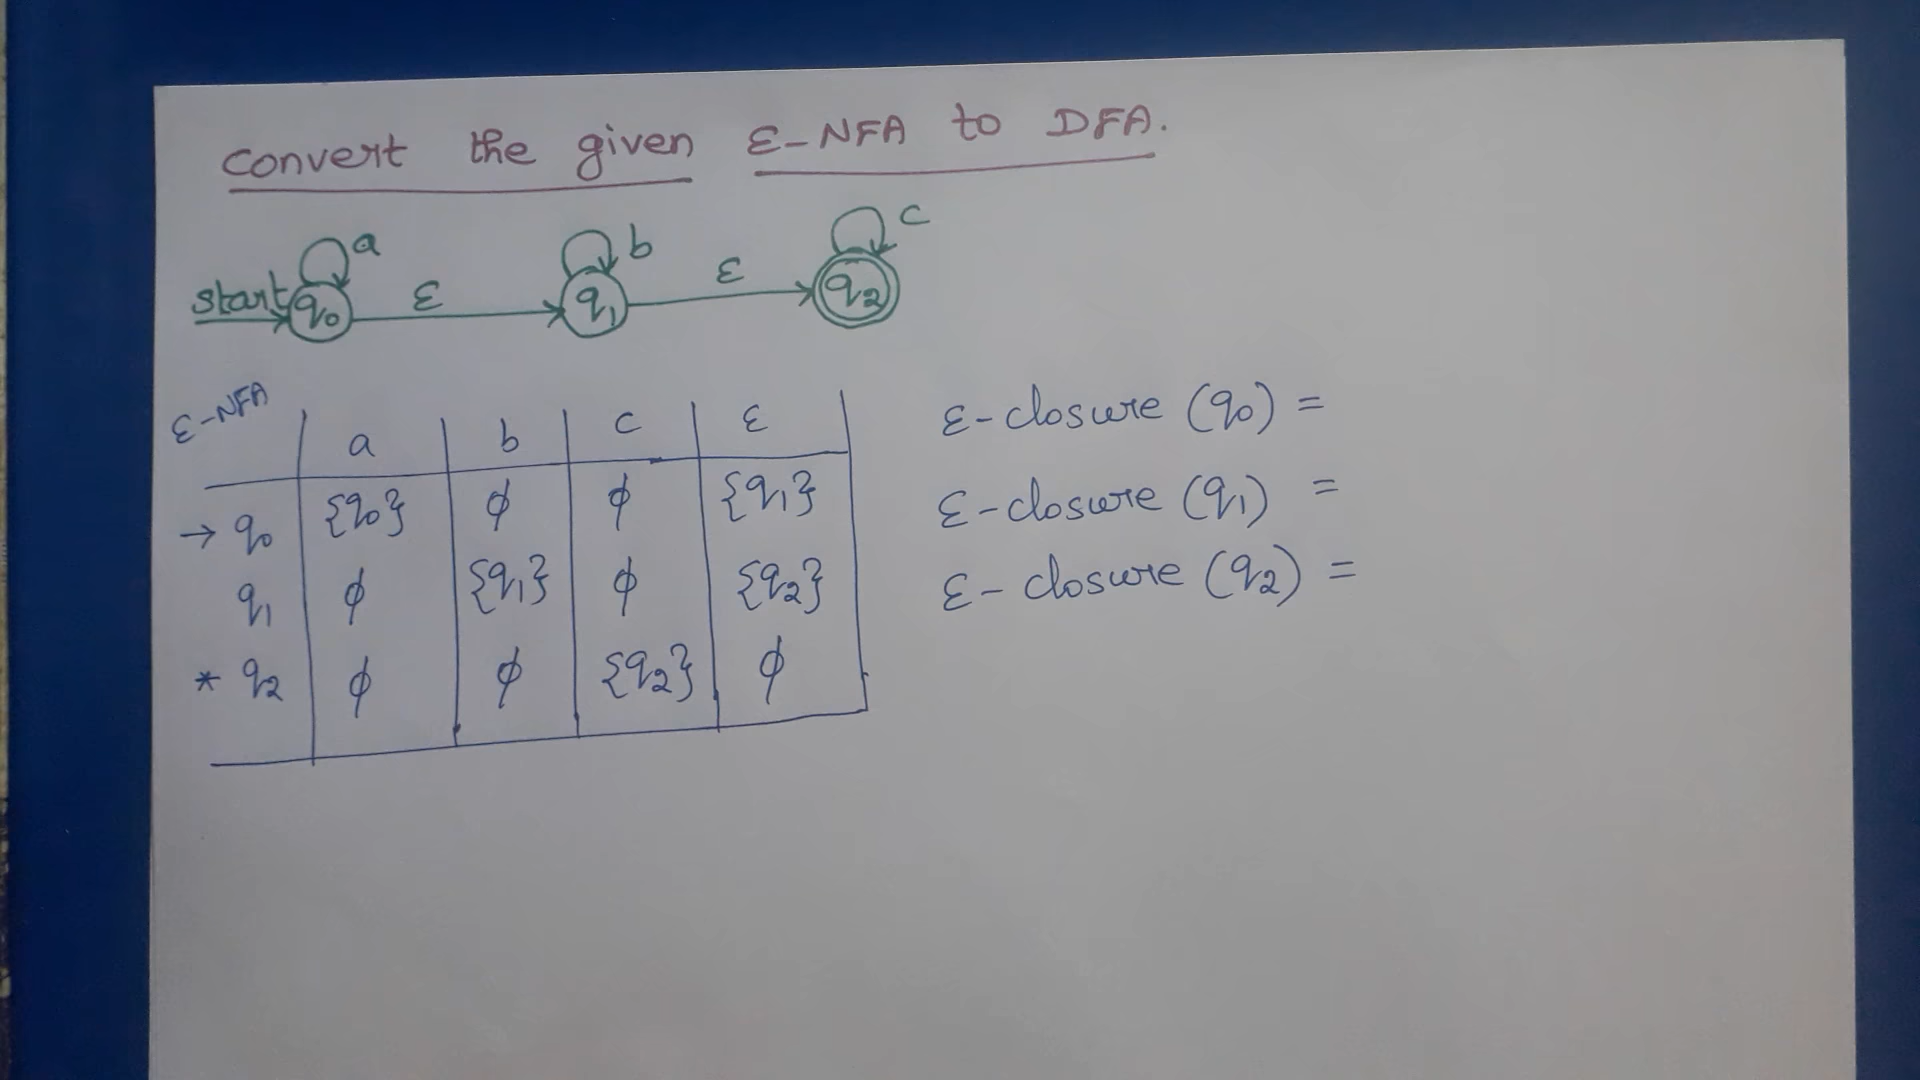 convert the given ε-NFA to DFA.
a b c
start q0 ε q1 ε q2
ε-NFA a b c ε
→ q0 {q0} ϕ ϕ {q1}
q1 ϕ {q1} ϕ {q2}
* q2 ϕ ϕ {q2} ϕ
ε-closure (q0) =
ε-closure (q1) =
ε-closure (q2) =